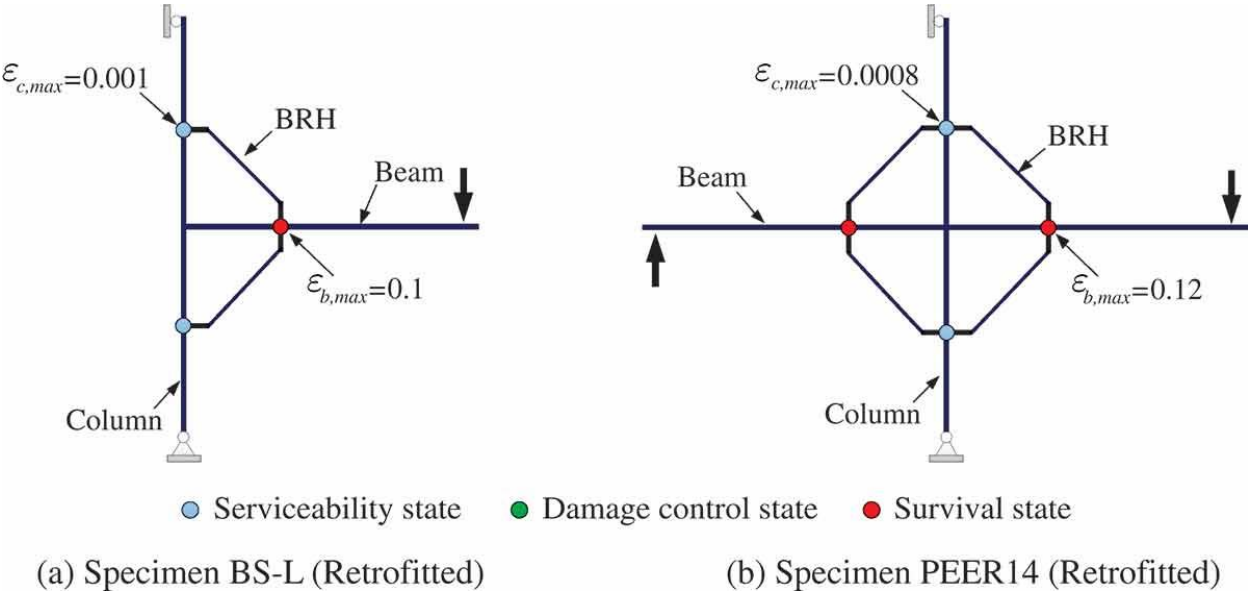 ε_c,max=0.001
BRH
Beam
ε_b,max=0.1
Column
ε_c,max=0.0008
BRH
Beam
ε_b,max=0.12
Column
Serviceability state Damage control state Survival state
(a) Specimen BS-L (Retrofitted) (b) Specimen PEER14 (Retrofitted)